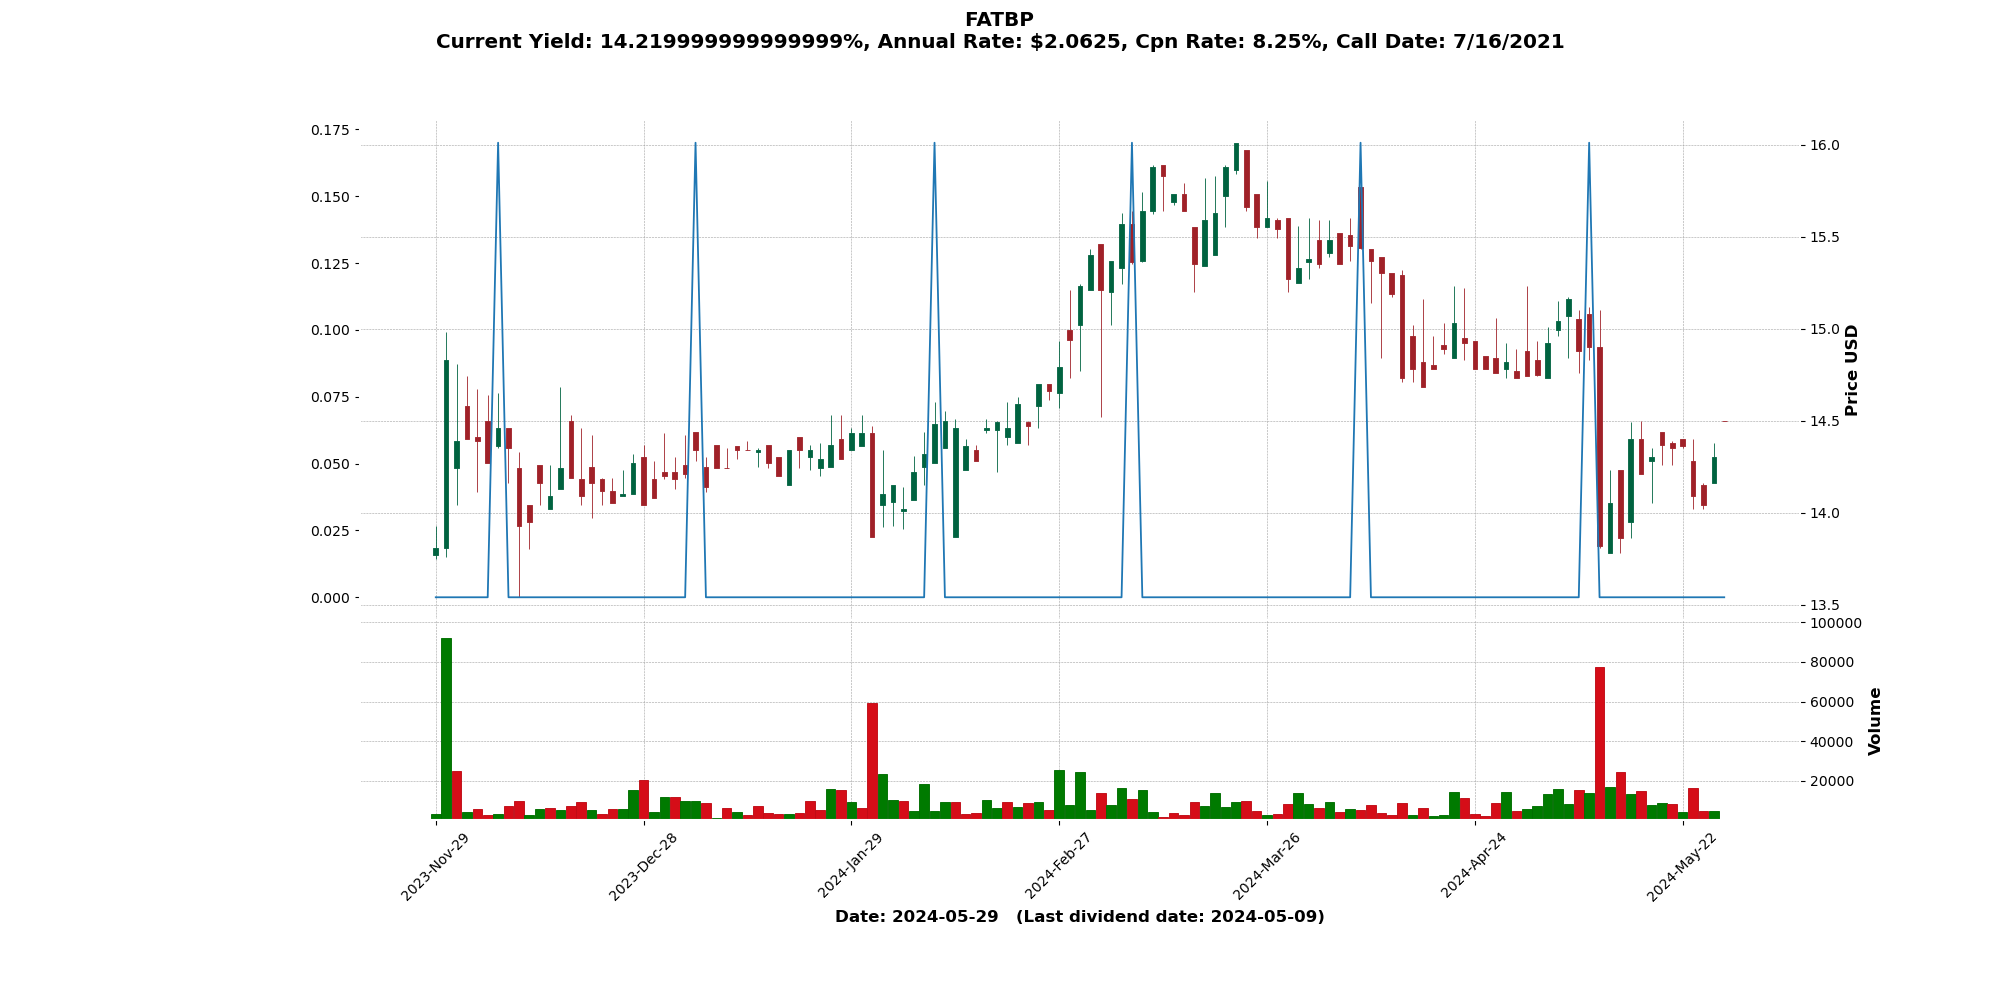 FATBP
Current Yield: 14.219999999999999%, Annual Rate: $2.0625, Cpn Rate: 8.25%, Call Date: 7/16/2021
0.175
0.150
0.125
0.100
0.075
0.050
0.025
0.000
16.0
15.5
15.0
14.5
14.0
13.5
Price USD
100000
80000
60000
40000
20000
Volume
2023-Nov-29
2023-Dec-28
2024-Jan-29
2024-Feb-27
2024-Mar-26
2024-Apr-24
2024-May-22
Date: 2024-05-29 (Last dividend date: 2024-05-09)